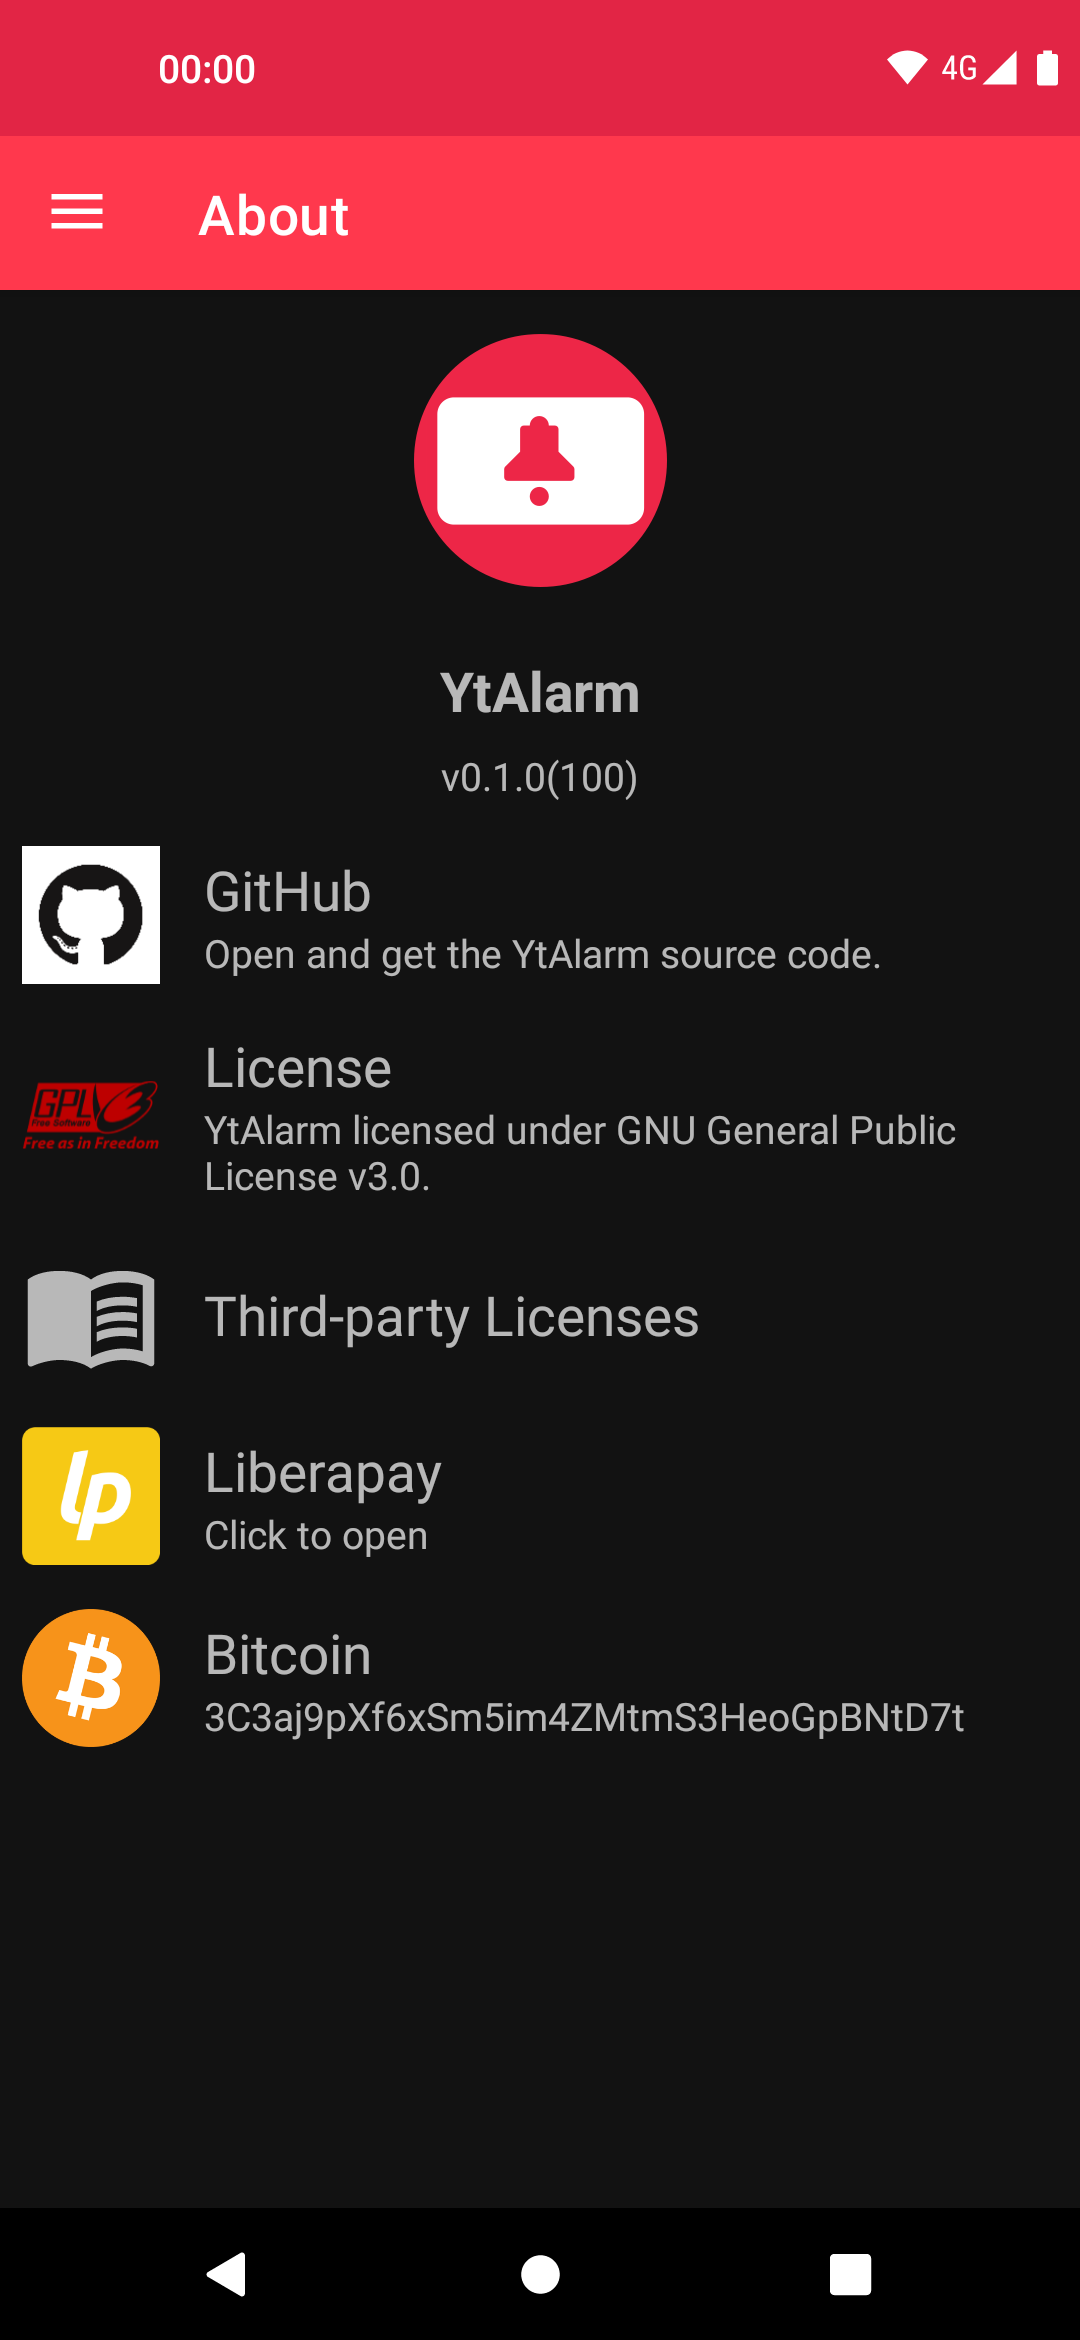 00:00
4G
About
YtAlarm
v0.1.0(100)
GitHub
Open and get the YtAlarm source code.
License
GPLV3
Free Software
Free as in Freedom
YtAlarm licensed under GNU General Public
License v3.0.
Third-party Licenses
lp
Liberapay
Click to open
Bitcoin
3C3aj9pXf6xSm5im4ZMtmS3HeoGpBNtD7t